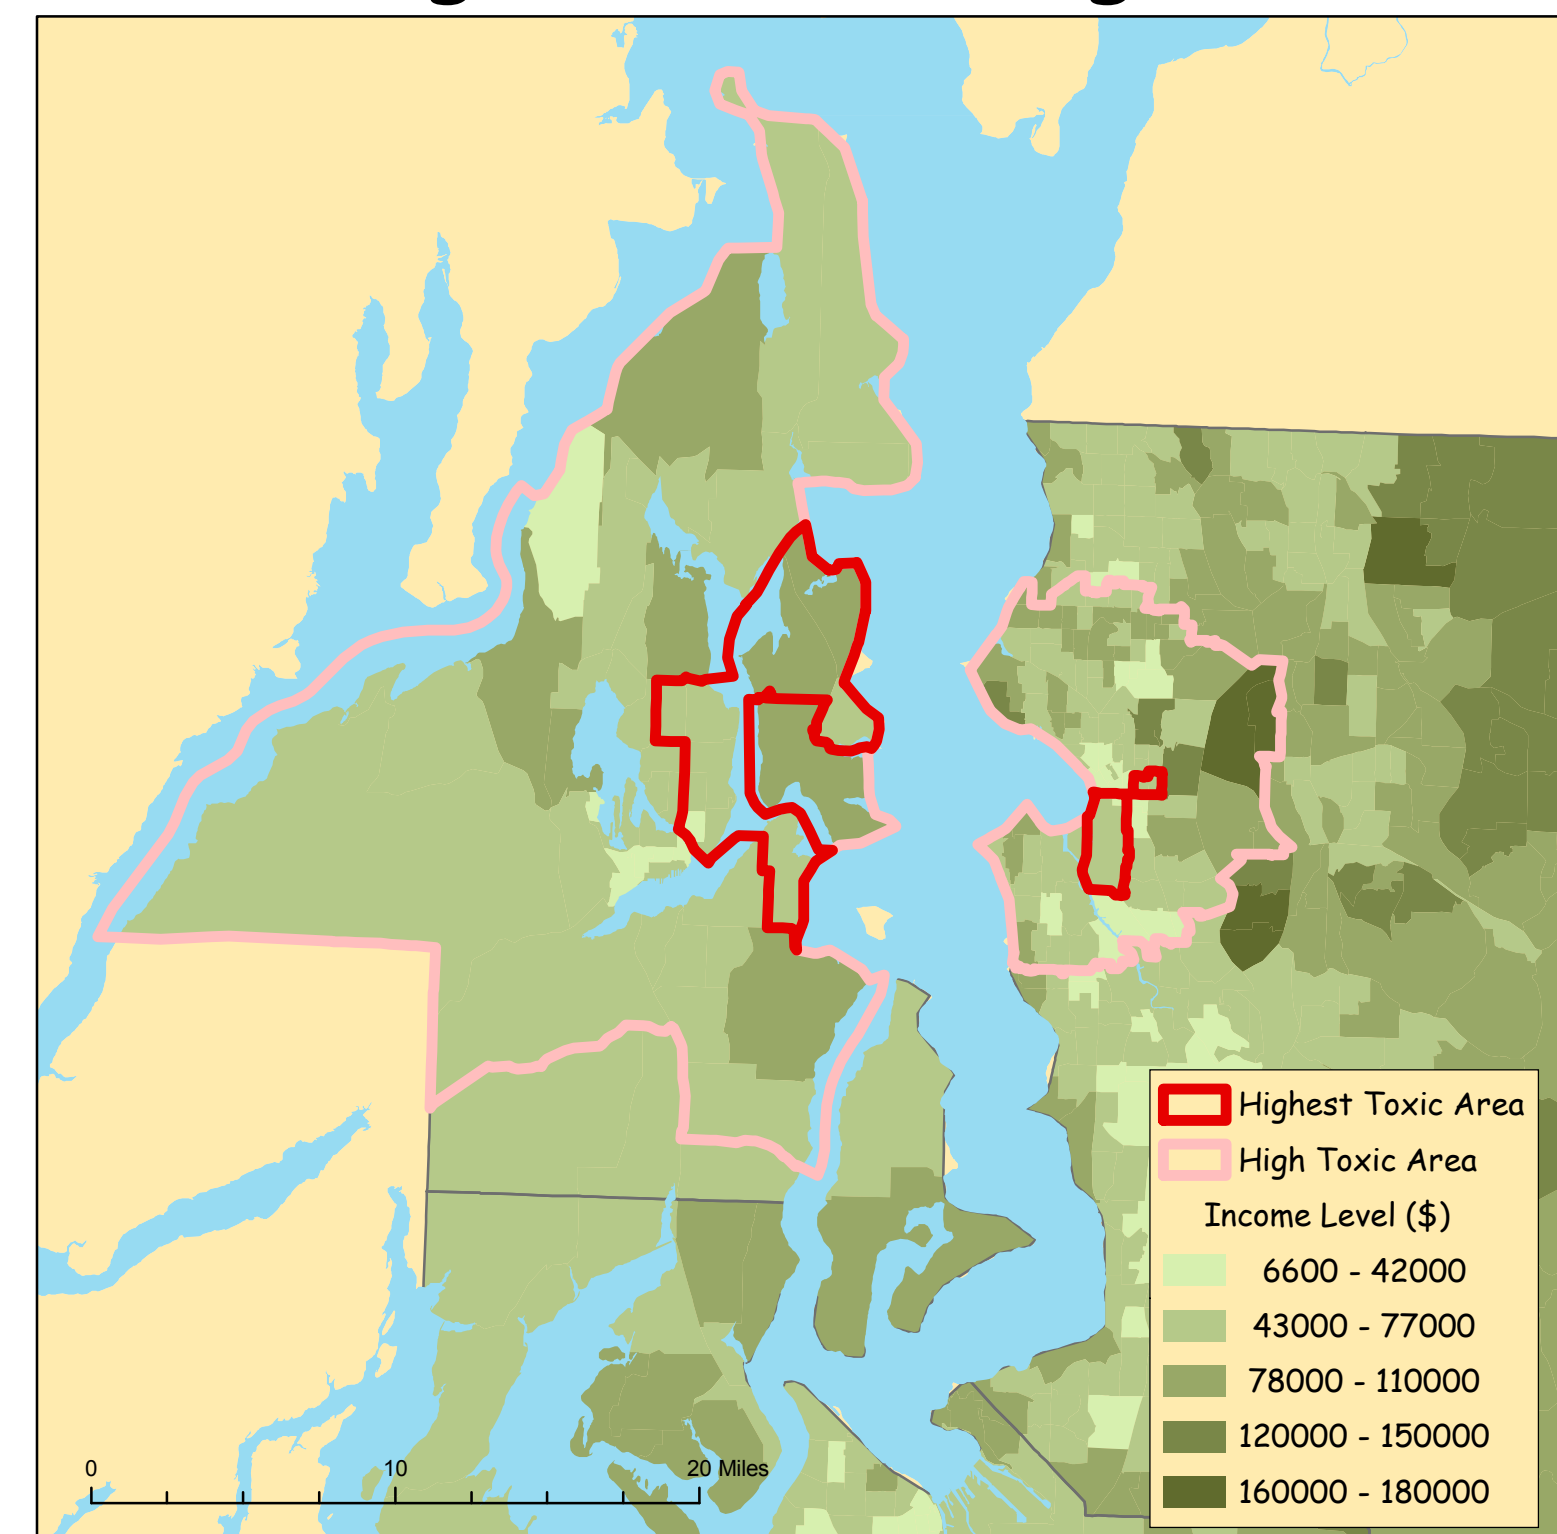 Highest Toxic Area
High Toxic Area
Income Level ($)
6600 - 42000
43000 - 77000
78000 - 110000
120000 - 150000
160000 - 180000
0 10 20 Miles